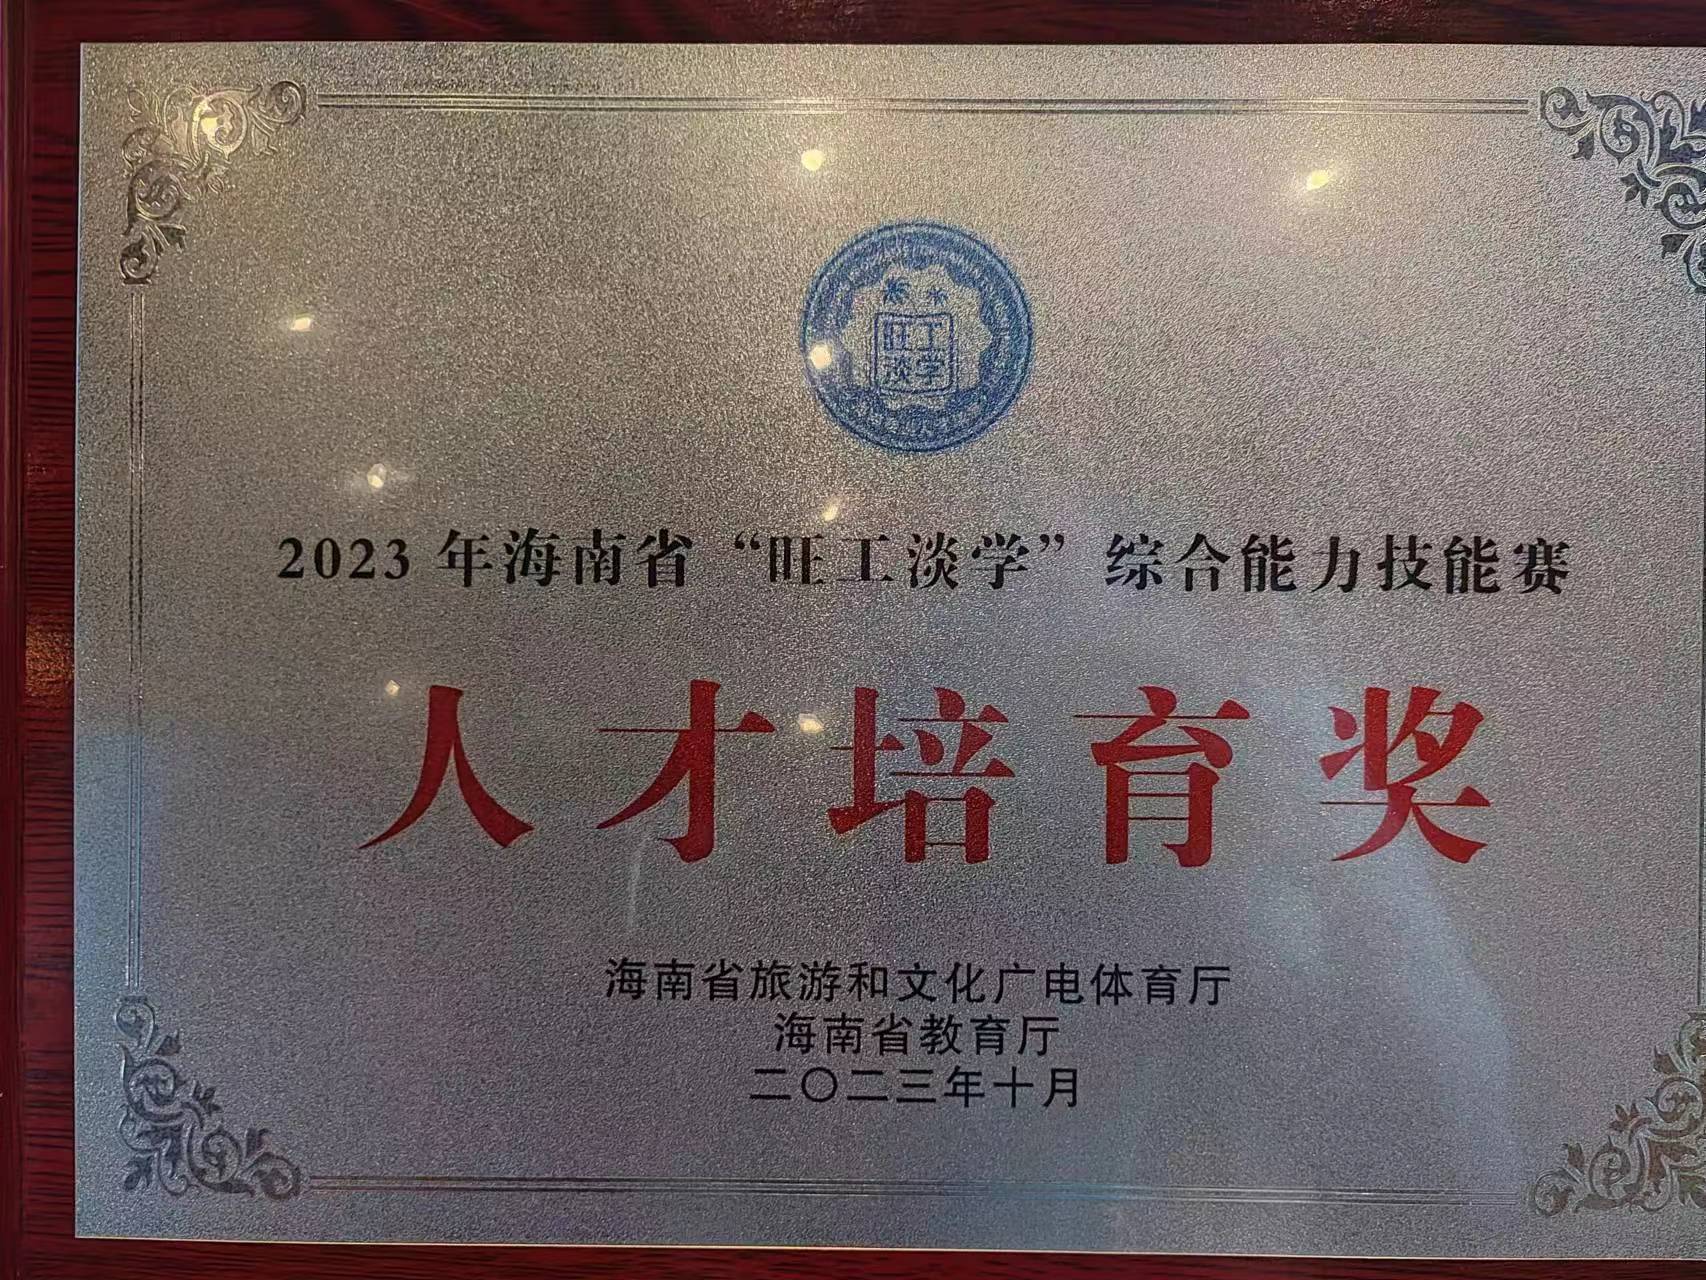 旺工
淡学
2023年海南省“旺工淡学”综合能力技能赛
人才培育奖
海南省旅游和文化广电体育厅
海南省教育厅
二〇二三年十月